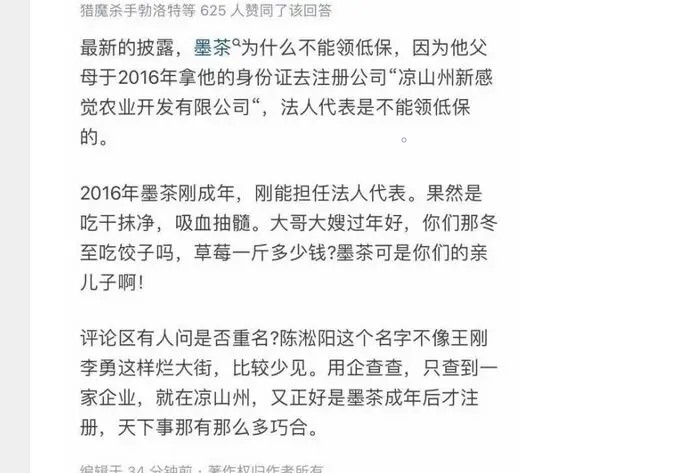 猎魔杀手勃洛特等 625 人赞同了该回答
最新的披露，墨茶为什么不能领低保，因为他父
母于2016年拿他的身份证去注册公司“凉山州新感
觉农业开发有限公司“，法人代表是不能领低保
的。
2016年墨茶刚成年，刚能担任法人代表。果然是
吃干抹净，吸血抽髓。大哥大嫂过年好，你们那冬
至吃饺子吗，草莓一斤多少钱?墨茶可是你们的亲
儿子啊!
评论区有人问是否重名?陈淞阳这个名字不像王刚
李勇这样烂大街，比较少见。用企查查，只查到一
家企业，就在凉山州，又正好是墨茶成年后才注
册，天下事那有那么多巧合。
编辑于 34 分钟前 · 著作权归作者所有